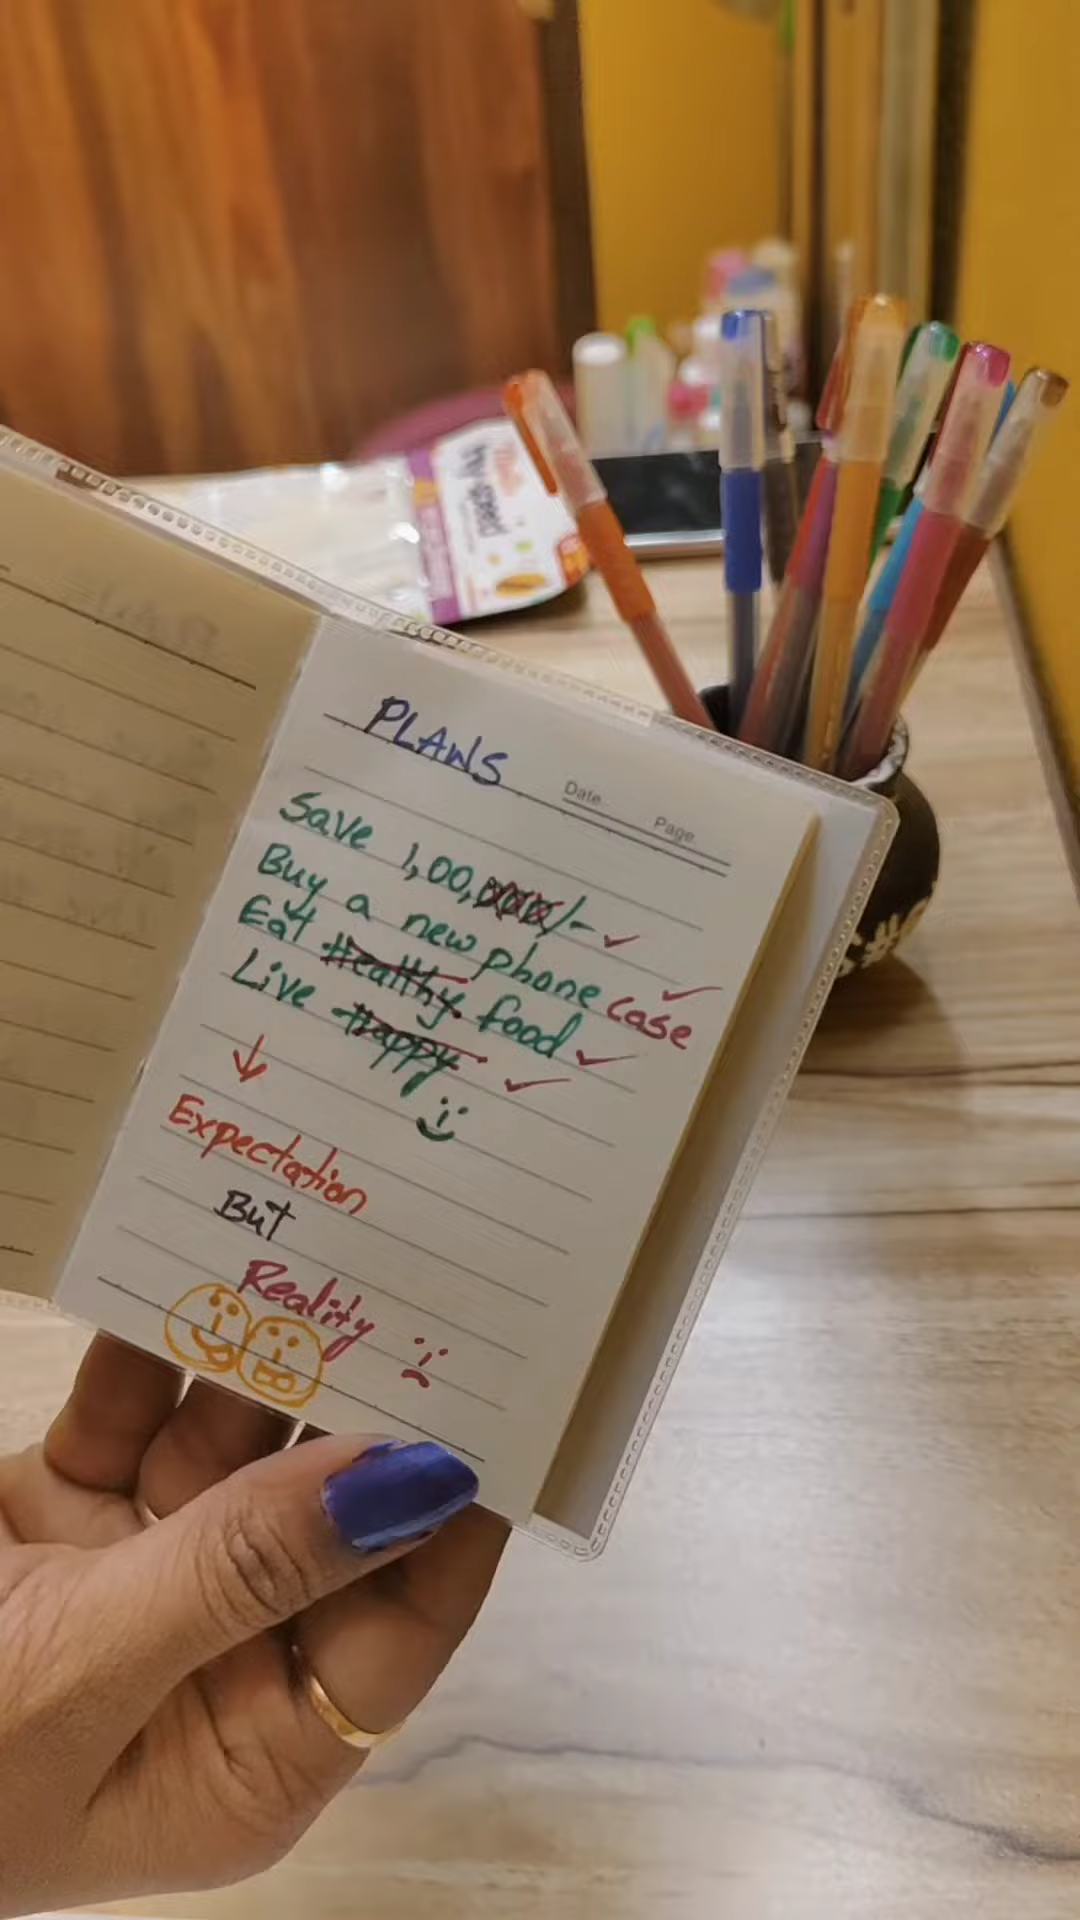 PLANS
Date
Page
Save 1,00,000/-
Buy a new phone case
Eat Healthy food
Live Happy
Expectation
But
Reality